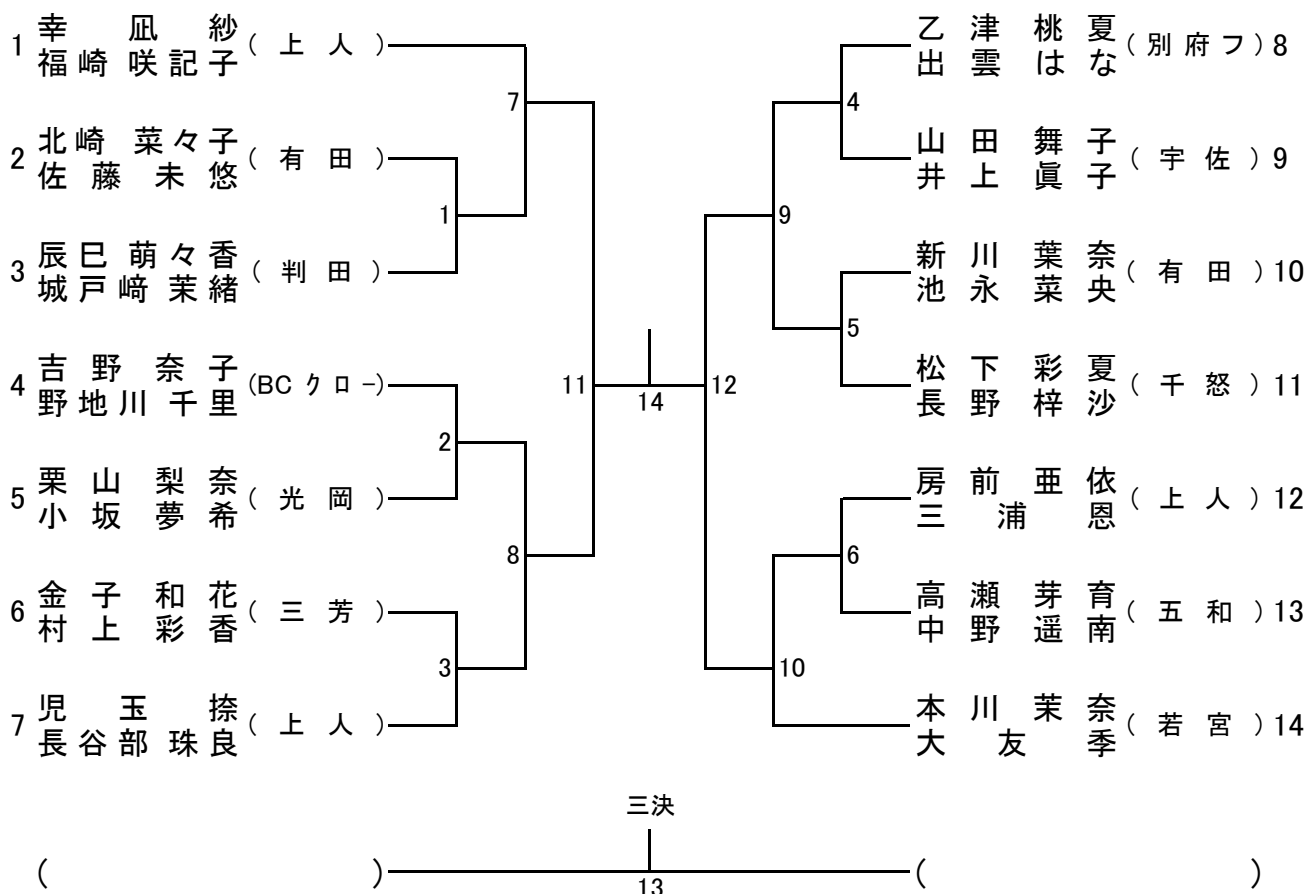 1 幸凪紗 福崎咲記子 (上人)
2 北崎菜々子 佐藤未悠 (有田)
3 辰巳萌々香 城戸﨑茉緒 (判田)
4 吉野奈子 野地川千里 (BCクロー)
5 栗山梨奈 小坂夢希 (光岡)
6 金子和花 村上彩香 (三芳)
7 児玉捺 長谷部珠良 (上人)
7
1
2
8
3
11
14
12
4
9
5
6
10
乙津桃夏 出雲はな (別府フ) 8
山田舞子 井上眞子 (宇佐) 9
新川葉奈 池永菜央 (有田) 10
松下彩夏 長野梓沙 (千怒) 11
房前亜依 三浦恩 (上人) 12
高瀬芽育 中野遥南 (五和) 13
本川茉奈 大友季 (若宮) 14
三決
( ) 13 ( )